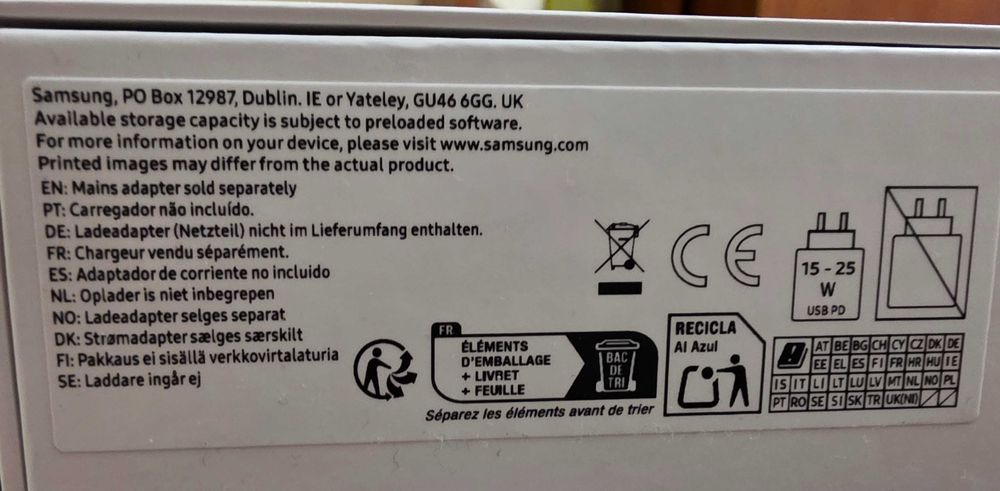 Samsung, PO Box 12987, Dublin. IE or Yateley, GU46 6GG. UK
Available storage capacity is subject to preloaded software.
For more information on your device, please visit www.samsung.com
Printed images may differ from the actual product.
EN: Mains adapter sold separately
PT: Carregador não incluído.
DE: Ladeadapter (Netzteil) nicht im Lieferumfang enthalten.
FR: Chargeur vendu séparément.
ES: Adaptador de corriente no incluido
NL: Oplader is niet inbegrepen
NO: Ladeadapter selges separat
DK: Strømadapter sælges særskilt
FI: Pakkaus ei sisällä verkkovirtalaturia
SE: Laddare ingår ej
CE
15 - 25
W
USB PD
FR
ÉLÉMENTS
D'EMBALLAGE
+ LIVRET
+ FEUILLE
BAC
DE
TRI
Séparez les éléments avant de trier
RECICLA
Al Azul
AT BE BG CH CY CZ DK DE
EE EL ES FI FR HR HU IE
IS IT LI LT LU LV MT NL NO PL
PT RO SE SI SK TR UK(NI)